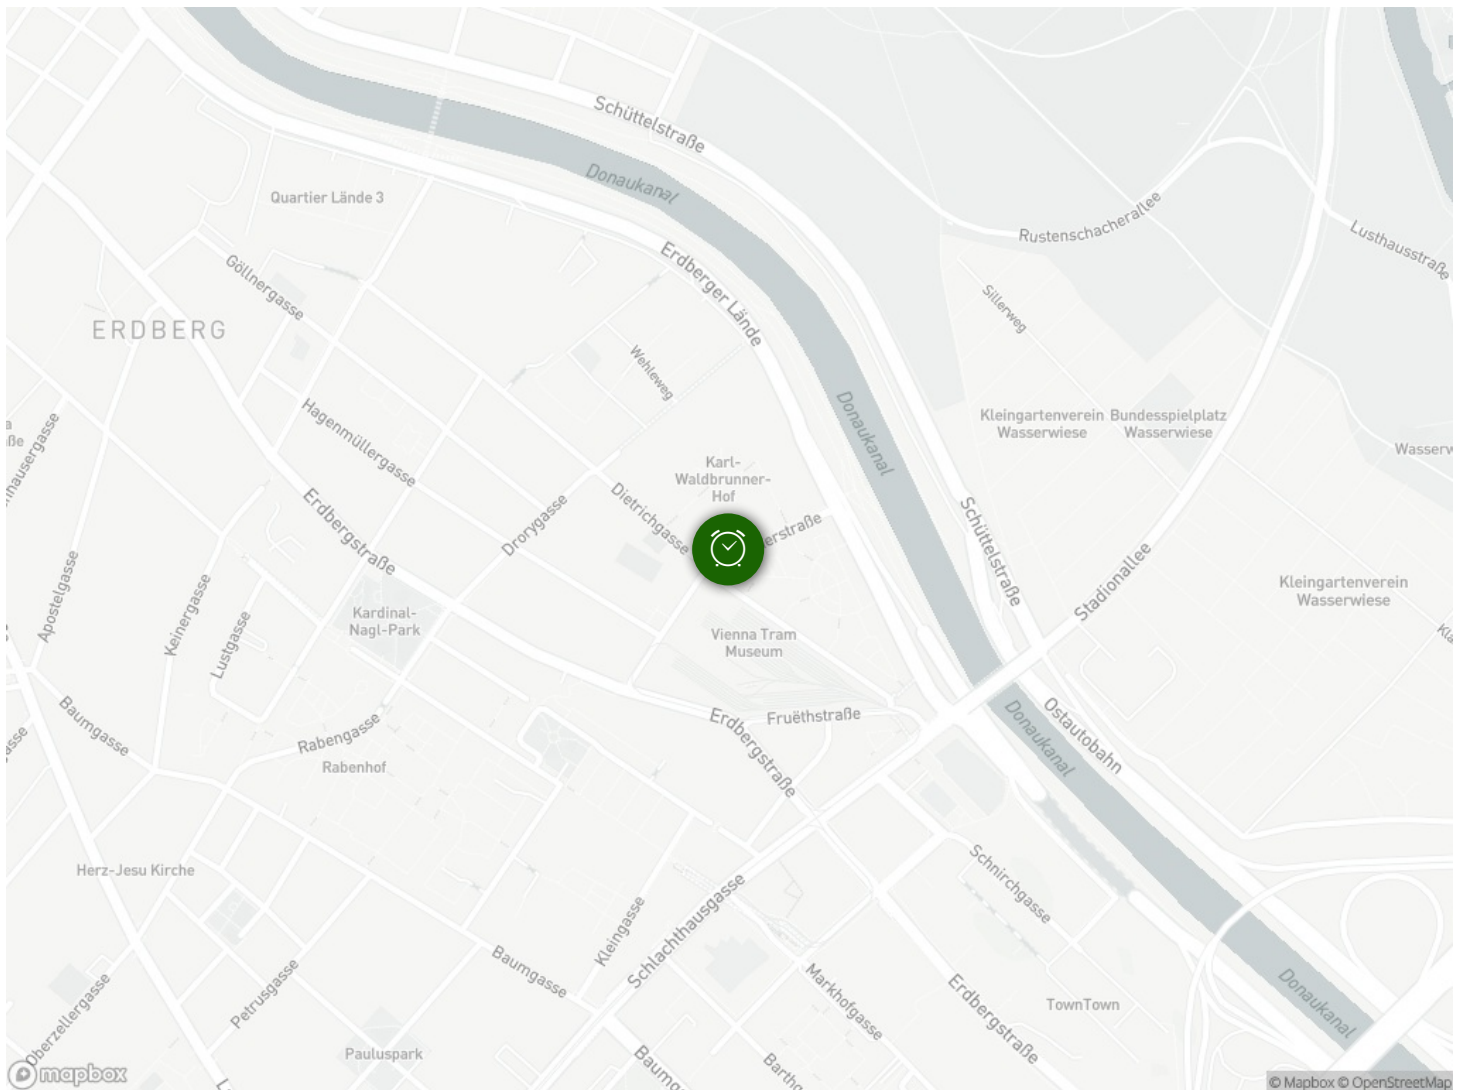 Schüttelstraße
Donaukanal
Quartier Lände 3
Rustenschacherallee
Lusthausstraße
Göllnergasse
Erdberger Lände
Sillerweg
ERDBERG
Wehleweg
Donaukanal
Hagenmüllergasse
Kleingartenverein
Wasserwiese
Bundesspielplatz
Wasserwiese
Karl-
Waldbrunner-
Hof
Erdbergstraße
Dietrichgasse
Drorygasse
Schüttelstraße
Stadionallee
Apostelgasse
Keinergasse
Lustgasse
Kardinal-
Nagl-Park
Kleingartenverein
Wasserwiese
Vienna Tram
Museum
Baumgasse
Rabengasse
Rabenhof
Erdbergstraße
Fruëthstraße
Donaukanal
Ostautobahn
Herz-Jesu Kirche
Schnirchgasse
Kleingasse
Schlachthausgasse
Petrusgasse
Baumgasse
Markhofgasse
Erdbergstraße
TownTown
Donaukanal
Oberzellergasse
Pauluspark
mapbox
© Mapbox © OpenStreetMap